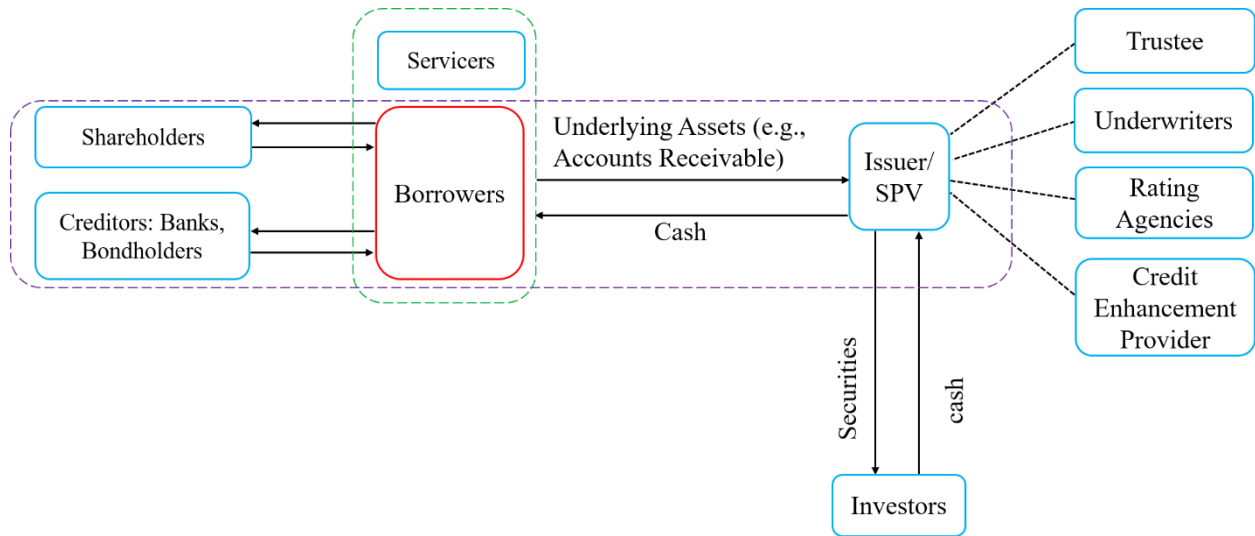 Servicers
Trustee
Shareholders
Underwriters
Underlying Assets (e.g.,
Accounts Receivable)
Borrowers
Issuer/
SPV
Rating
Agencies
Creditors: Banks,
Bondholders
Cash
Credit
Enhancement
Provider
Securities
cash
Investors